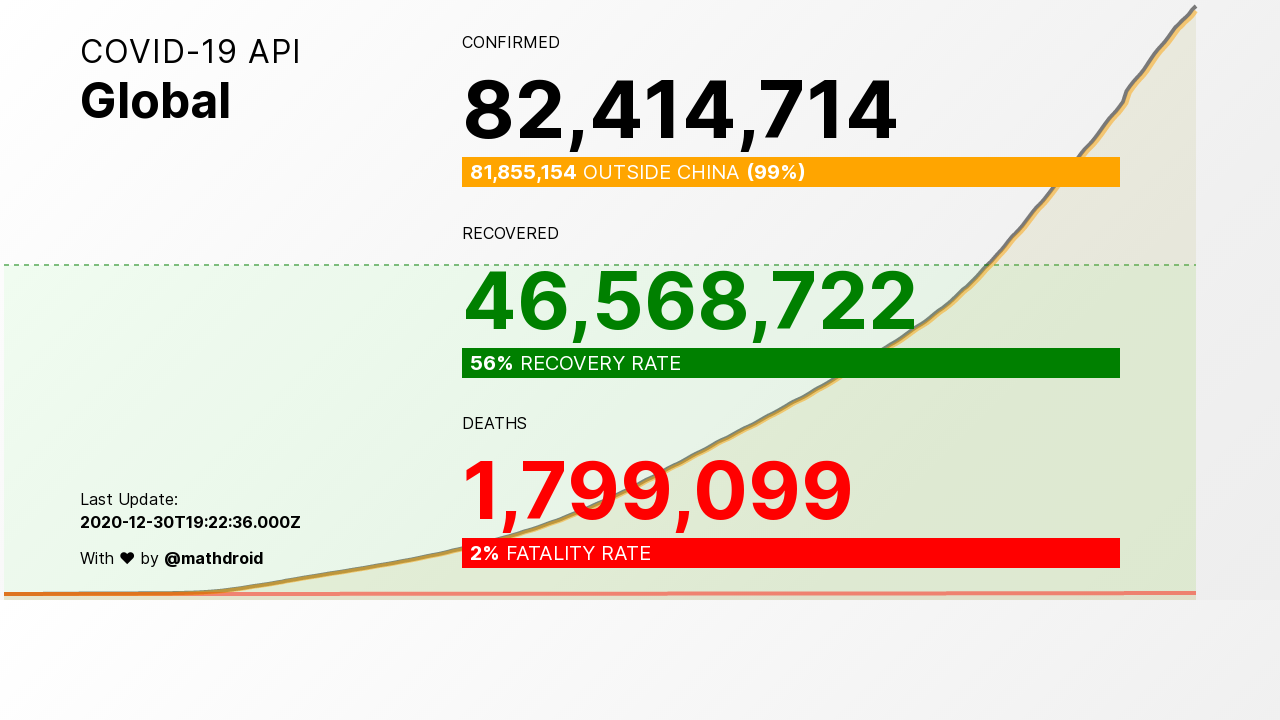 COVID-19 API
Global
CONFIRMED
82,414,714
81,855,154 OUTSIDE CHINA (99%)
RECOVERED
46,568,722
56% RECOVERY RATE
DEATHS
1,799,099
2% FATALITY RATE
Last Update:
2020-12-30T19:22:36.000Z
With ♥ by @mathdroid